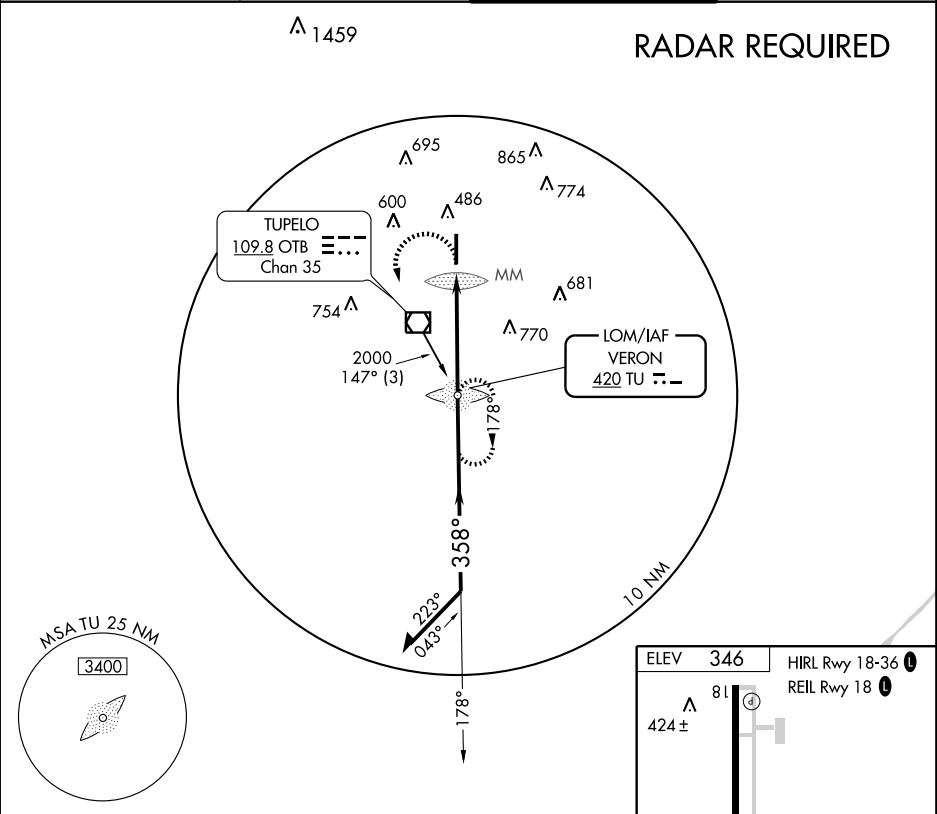 1459
RADAR REQUIRED
695
865
774
600
486
TUPELO
109.8 OTB
Chan 35
MM
681
754
770
LOM/IAF
VERON
420 TU
2000
147° (3)
178°
358°
223°
043°
10 NM
178°
MSA TU 25 NM
3400
ELEV 346
HIRL Rwy 18-36 L
REIL Rwy 18 L
18
P
424 ±